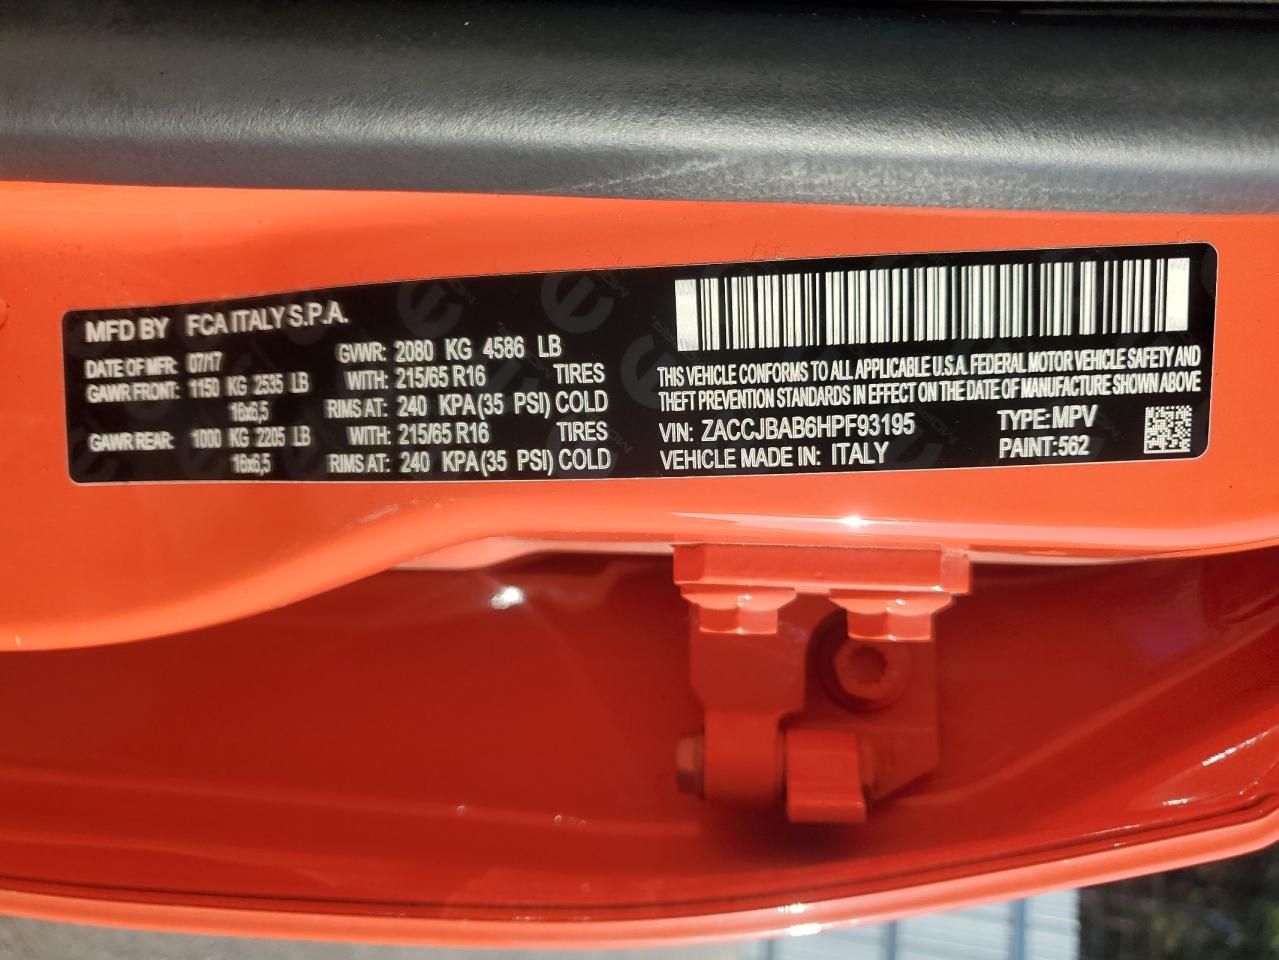 MFD BY FCA ITALY S.P.A.
DATE OF MFR: 07/17 GVWR: 2080 KG 4586 LB
GAWR FRONT: 1150 KG 2535 LB WITH: 215/65 R16 TIRES
16x6,5 RIMS AT: 240 KPA(35 PSI) COLD
GAWR REAR: 1000 KG 2205 LB WITH: 215/65 R16 TIRES
16x6,5 RIMS AT: 240 KPA(35 PSI) COLD
THIS VEHICLE CONFORMS TO ALL APPLICABLE U.S.A. FEDERAL MOTOR VEHICLE SAFETY AND
THEFT PREVENTION STANDARDS IN EFFECT ON THE DATE OF MANUFACTURE SHOWN ABOVE
VIN: ZACCJBAB6HPF93195 TYPE:MPV
VEHICLE MADE IN: ITALY PAINT:562